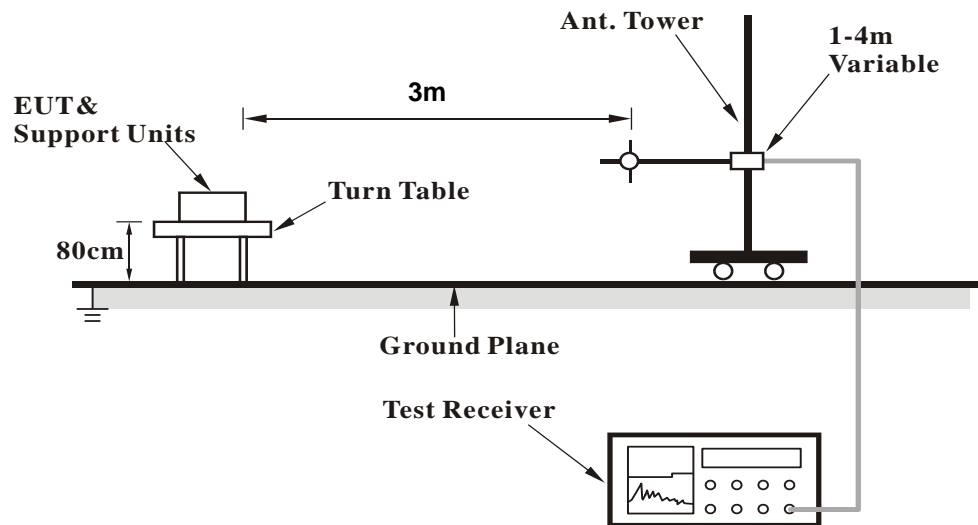 Ant. Tower
1-4m
Variable
3m
EUT&
Support Units
Turn Table
80cm
Ground Plane
Test Receiver